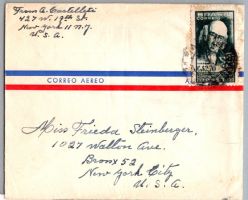 Frans A. Castelleti
427 W. 19th St.
New York 11 N.Y.
U. S. A.
CORREO AEREO
Miss Frieda Steinberger,
1027 Walton Ave.
Bronx 52
New York City
U. S. A.